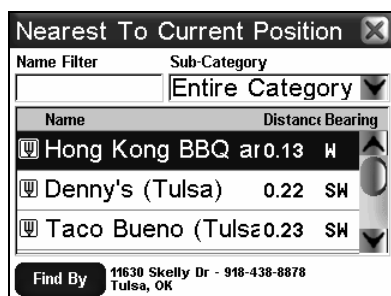 Nearest To Current Position
Name Filter Sub-Category
Entire Category
Name Distance Bearing
Hong Kong BBQ ar 0.13 W
Denny's (Tulsa) 0.22 SW
Taco Bueno (Tulsa 0.23 SW
Find By 11630 Skelly Dr - 918-438-8878
Tulsa, OK